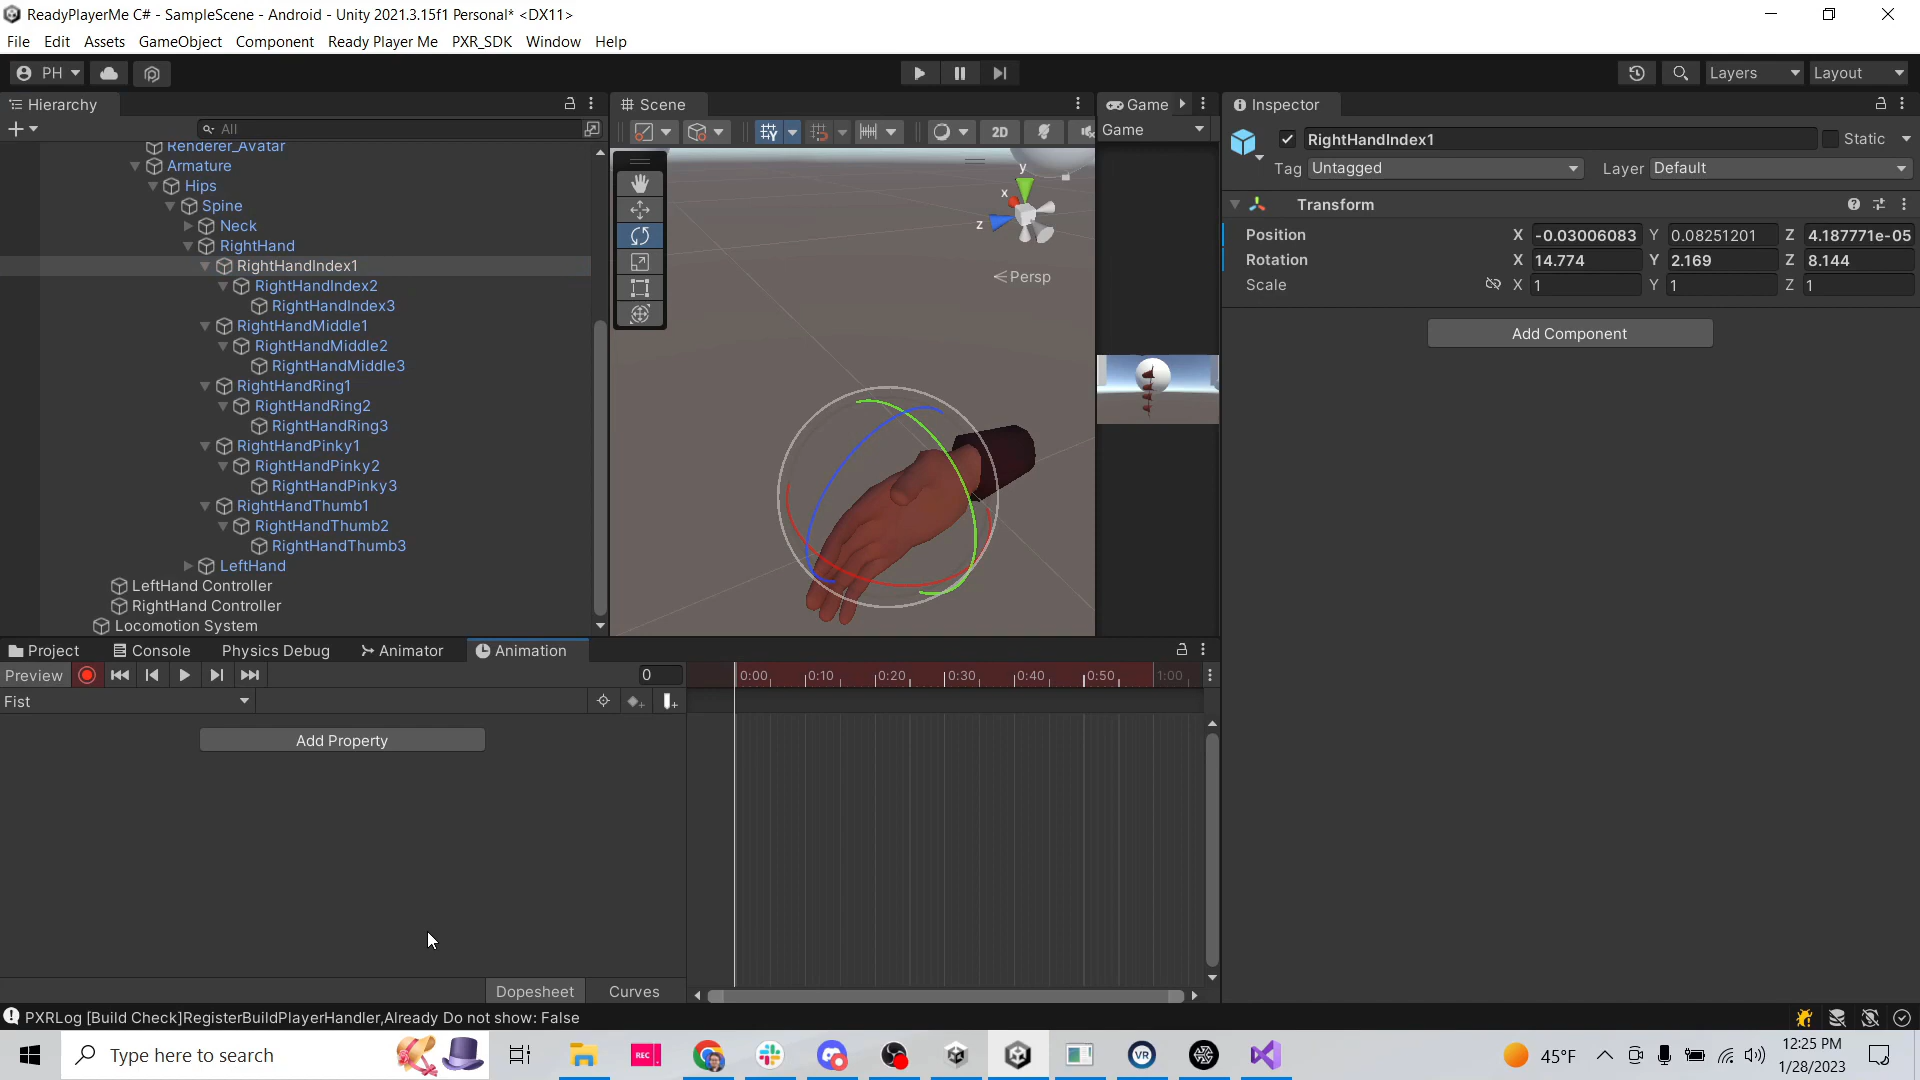 ReadyPlayerMe C# - SampleScene - Android - Unity 2021.3.15f1 Personal* <DX11>
File Edit Assets GameObject Component Ready Player Me PXR_SDK Window Help
PH
Layers
Layout
Hierarchy
All
Renderer_Avatar
Armature
Hips
Spine
Neck
RightHand
RightHandIndex1
RightHandIndex2
RightHandIndex3
RightHandMiddle1
RightHandMiddle2
RightHandMiddle3
RightHandRing1
RightHandRing2
RightHandRing3
RightHandPinky1
RightHandPinky2
RightHandPinky3
RightHandThumb1
RightHandThumb2
RightHandThumb3
LeftHand
LeftHand Controller
RightHand Controller
Locomotion System
Scene
2D
y
x
z
Persp
Game
Game
Inspector
RightHandIndex1
Static
Tag Untagged
Layer Default
Transform
Position X -0.03006083 Y 0.08251201 Z 4.187771e-05
Rotation X 14.774 Y 2.169 Z 8.144
Scale X 1 Y 1 Z 1
Add Component
Project Console Physics Debug Animator Animation
Preview
0
0:00 0:10 0:20 0:30 0:40 0:50 1:00
Fist
Add Property
Dopesheet Curves
PXRLog [Build Check]RegisterBuildPlayerHandler,Already Do not show: False
Type here to search
REC
VR
45°F
12:25 PM
1/28/2023